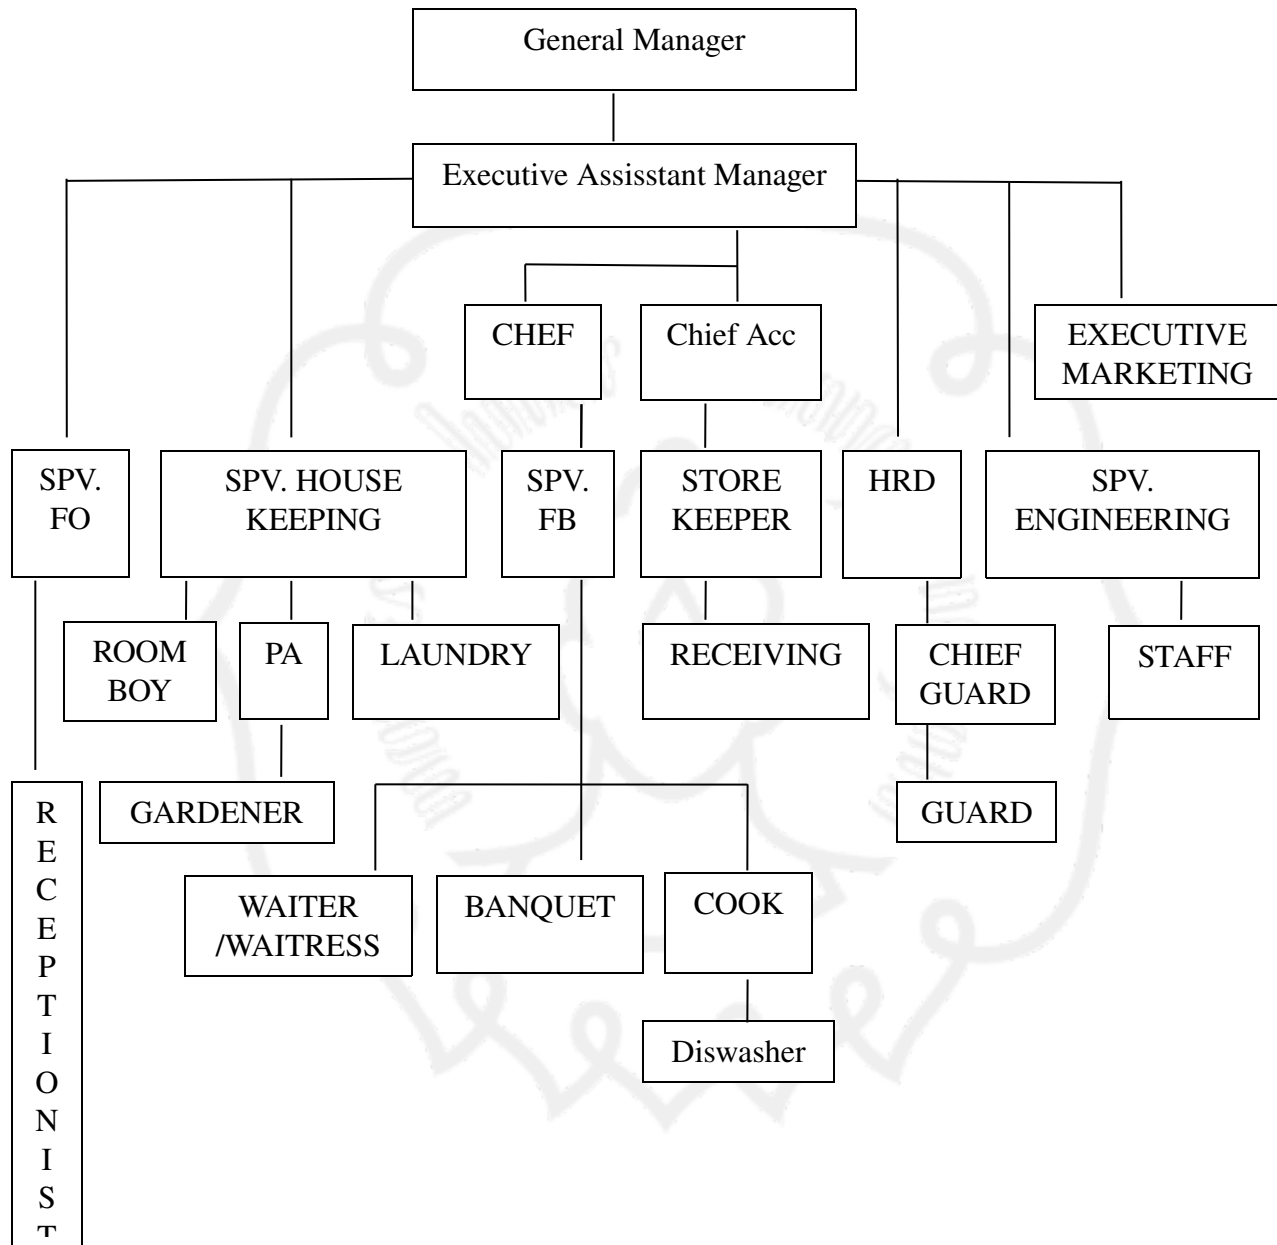 General Manager
Executive Assisstant Manager
CHEF
Chief Acc
EXECUTIVE
MARKETING
SPV.
FO
SPV. HOUSE
KEEPING
SPV.
FB
STORE
KEEPER
HRD
SPV.
ENGINEERING
ROOM
BOY
PA
LAUNDRY
RECEIVING
CHIEF
GUARD
STAFF
R
E
C
E
P
T
I
O
N
I
S
T
GARDENER
GUARD
WAITER
/WAITRESS
BANQUET
COOK
Diswasher